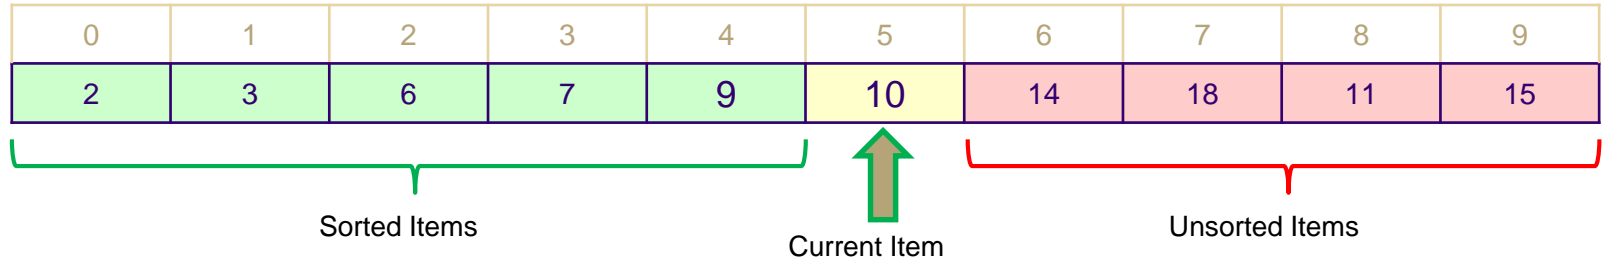 0 1 2 3 4 5 6 7 8 9
2 3 6 7 9 10 14 18 11 15
Sorted Items
Unsorted Items
Current Item